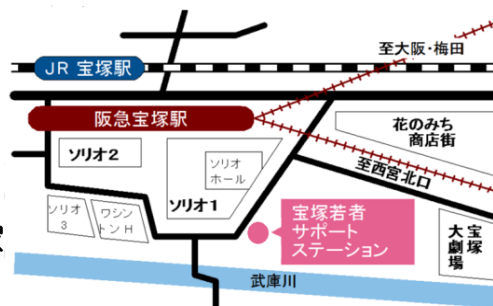 至大阪・梅田
JR 宝塚駅
阪急宝塚駅
花のみち
商店街
ソリオ2
ソリオ
ホール
至西宮北口
ソリオ1
ソリオ
3
ワシン
トンH
宝塚若者
サポート
ステーション
宝塚
大劇場
武庫川